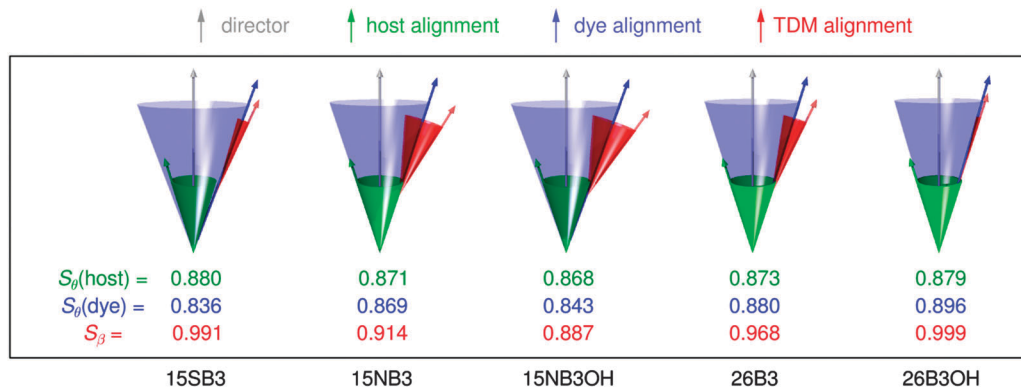 director host alignment dye alignment TDM alignment
Sθ(host) = 0.880 0.871 0.868 0.873 0.879
Sθ(dye) = 0.836 0.869 0.843 0.880 0.896
Sβ = 0.991 0.914 0.887 0.968 0.999
15SB3 15NB3 15NB3OH 26B3 26B3OH